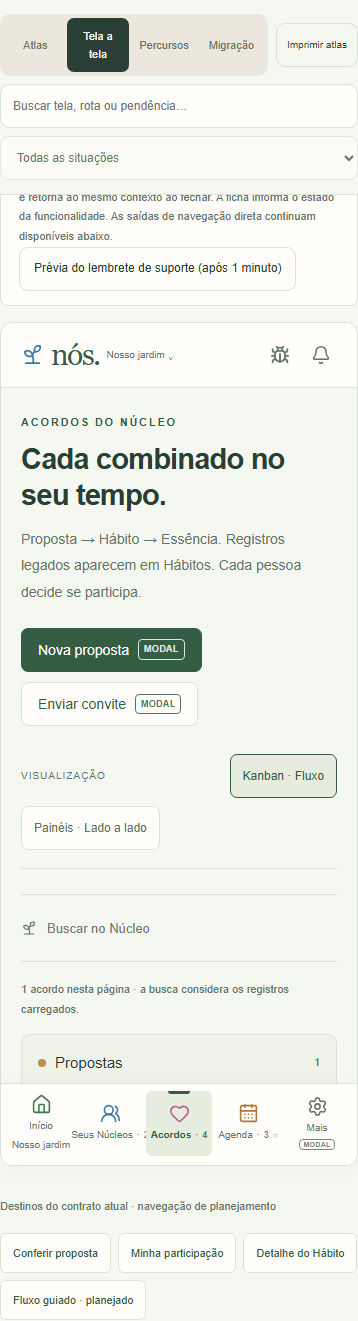 Atlas
Tela a
tela
Percursos
Migração
Imprimir atlas
Buscar tela, rota ou pendência...
Todas as situações
e retorna ao mesmo contexto ao fechar. A ficha informa o estado
da funcionalidade. As saídas de navegação direta continuam
disponíveis abaixo.
Prévia do lembrete de suporte (após 1 minuto)
nós.
Nosso jardim
ACORDOS DO NÚCLEO
Cada combinado no
seu tempo.
Proposta → Hábito → Essência. Registros
legados aparecem em Hábitos. Cada pessoa
decide se participa.
Nova proposta MODAL
Enviar convite MODAL
VISUALIZAÇÃO
Kanban · Fluxo
Painéis · Lado a lado
Buscar no Núcleo
1 acordo nesta página · a busca considera os registros
carregados.
Propostas 1
Início
Nosso jardim
Seus Núcleos · 2
Acordos · 4
Agenda · 3
Mais
MODAL
Destinos do contrato atual · navegação de planejamento
Conferir proposta
Minha participação
Detalhe do Hábito
Fluxo guiado · planejado